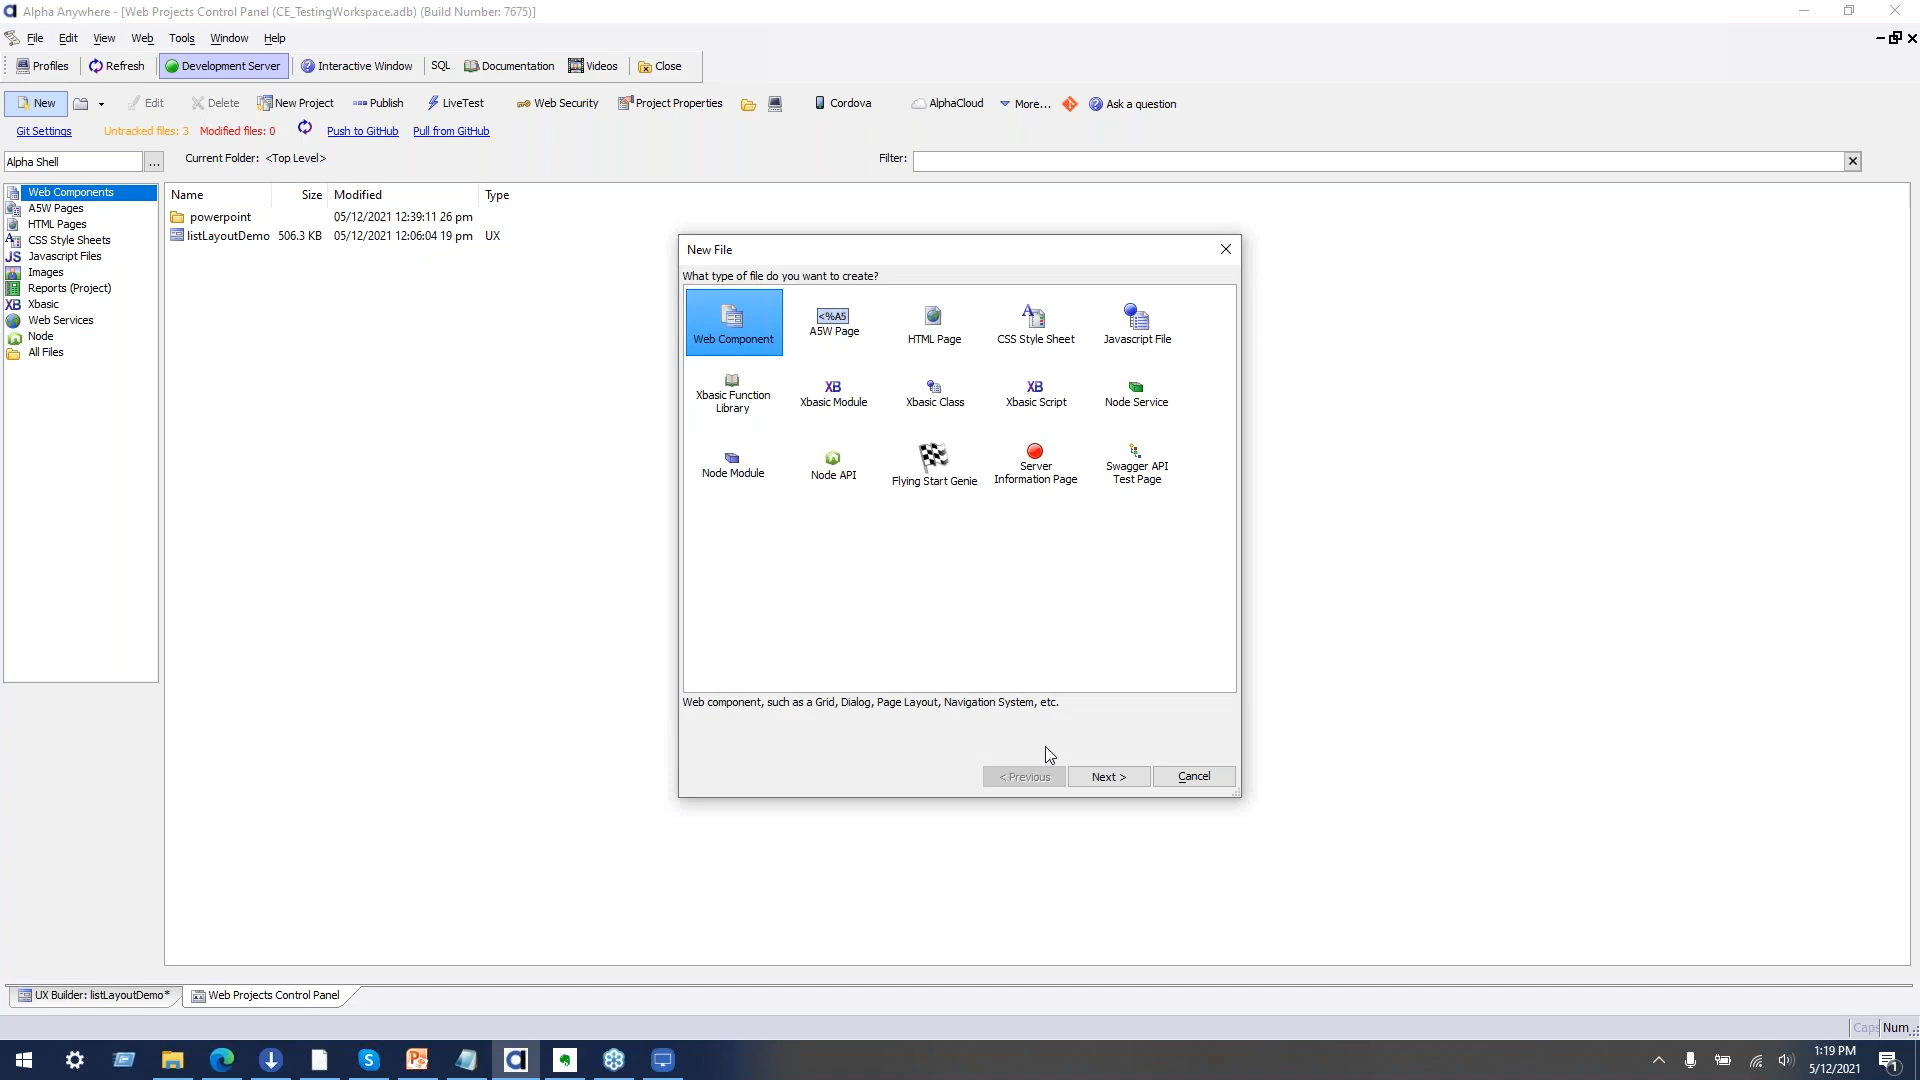 Alpha Anywhere - [Web Projects Control Panel (CE_TestingWorkspace.adb) (Build Number: 7675)]
File Edit View Web Tools Window Help
Profiles Refresh Development Server Interactive Window SQL Documentation Videos Close
New Edit Delete New Project Publish LiveTest Web Security Project Properties Cordova AlphaCloud More... Ask a question
Git Settings Untracked files: 3 Modified files: 0 Push to GitHub Pull from GitHub
Alpha Shell ... Current Folder: <Top Level> Filter:
Web Components
A5W Pages
HTML Pages
CSS Style Sheets
JS Javascript Files
Images
Reports (Project)
XB Xbasic
Web Services
Node
All Files
Name Size Modified Type
powerpoint 05/12/2021 12:39:11 26 pm
listLayoutDemo 506.3 KB 05/12/2021 12:06:04 19 pm UX
New File
What type of file do you want to create?
<%A5
Web Component A5W Page HTML Page CSS Style Sheet Javascript File
XB XB
Xbasic Function Library Xbasic Module Xbasic Class Xbasic Script Node Service
Node Module Node API Flying Start Genie Server Information Page Swagger API Test Page
Web component, such as a Grid, Dialog, Page Layout, Navigation System, etc.
< Previous Next > Cancel
UX Builder: listLayoutDemo* Web Projects Control Panel
Caps Num
1:19 PM
5/12/2021
1